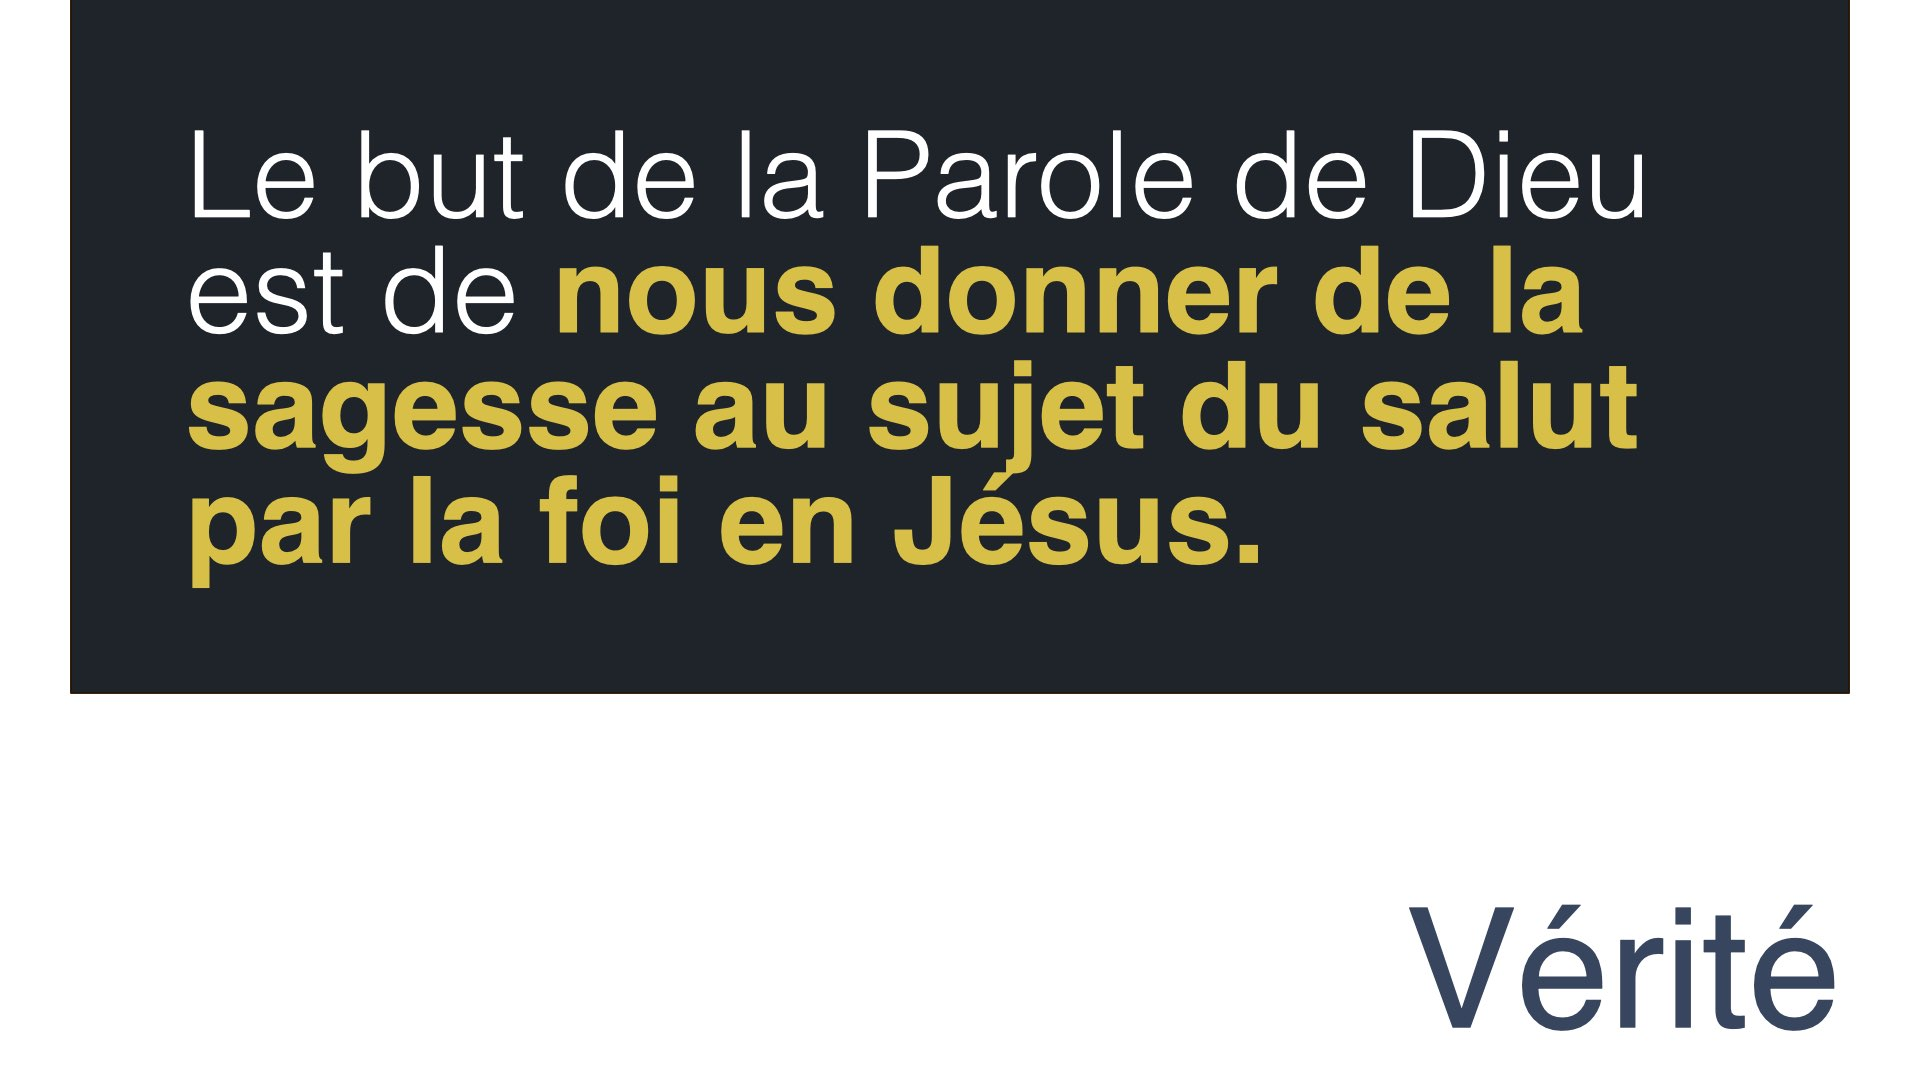 Le but de la Parole de Dieu
est de nous donner de la
sagesse au sujet du salut
par la foi en Jésus.
Vérité